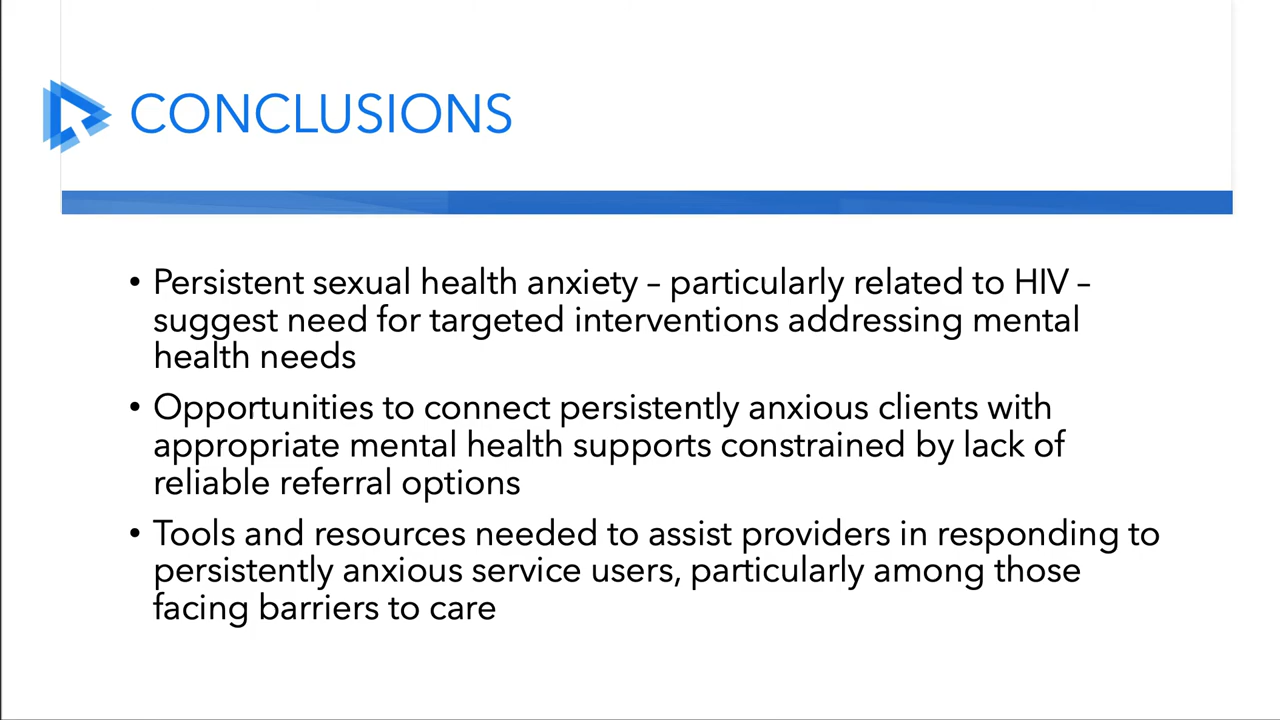 CONCLUSIONS
• Persistent sexual health anxiety – particularly related to HIV –
suggest need for targeted interventions addressing mental
health needs
• Opportunities to connect persistently anxious clients with
appropriate mental health supports constrained by lack of
reliable referral options
• Tools and resources needed to assist providers in responding to
persistently anxious service users, particularly among those
facing barriers to care